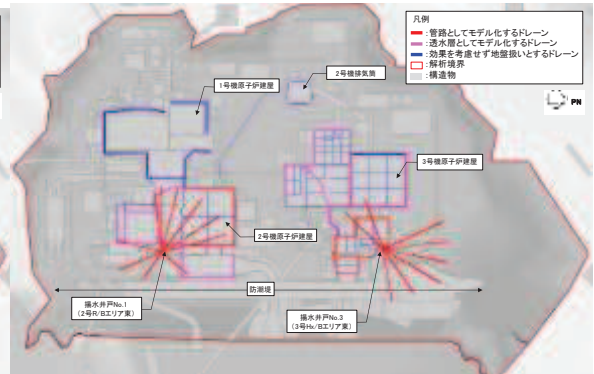 凡例
:管路としてモデル化するドレーン
:透水層としてモデル化するドレーン
:効果を考慮せず地盤扱いとするドレーン
:解析境界
:構造物
PN
2号機排気筒
1号機原子炉建屋
3号機原子炉建屋
2号機原子炉建屋
防潮堤
揚水井戸No.1
(2号R/Bエリア東)
揚水井戸No.3
(3号Hx/Bエリア東)